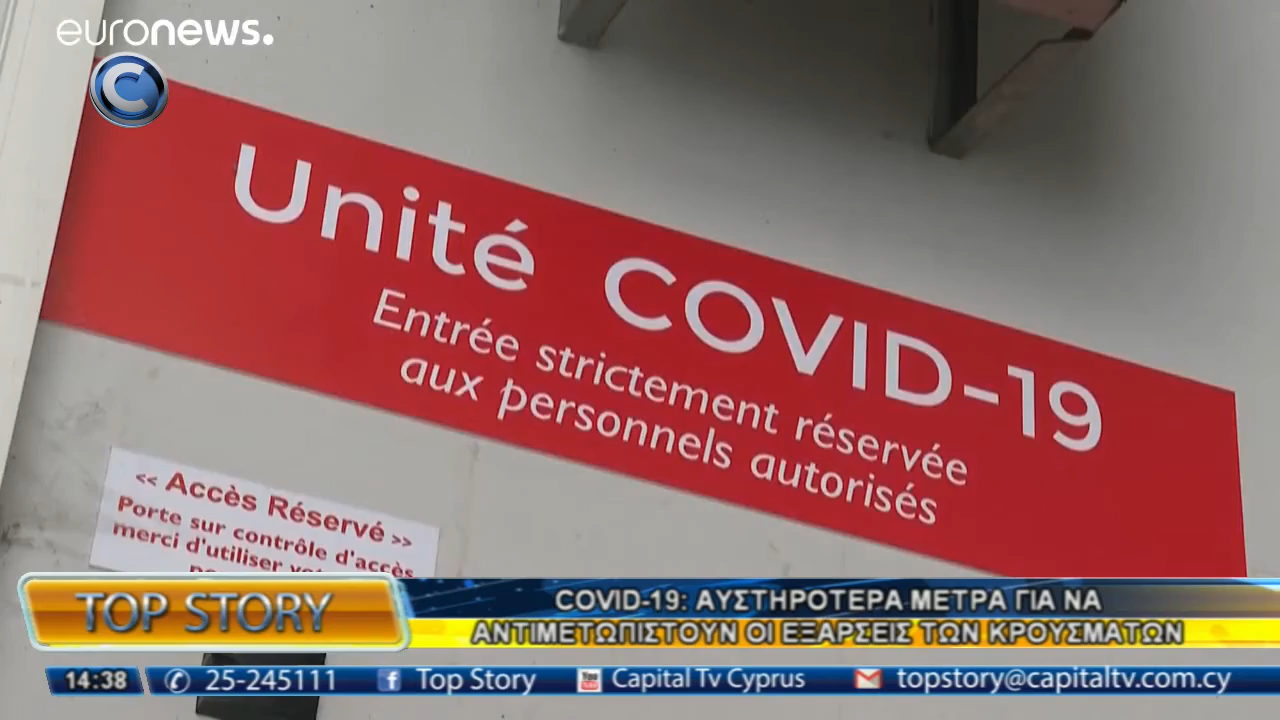 euronews.
C
Unité COVID-19
Entrée strictement réservée
aux personnels autorisés
<< Accès Réservé >>
Porte sur contrôle d'accès
merci d'utiliser
TOP STORY
COVID-19: ΑΥΣΤΗΡΟΤΕΡΑ ΜΕΤΡΑ ΓΙΑ ΝΑ
ΑΝΤΙΜΕΤΩΠΙΣΤΟΥΝ ΟΙ ΕΞΑΡΣΕΙΣ ΤΩΝ ΚΡΟΥΣΜΑΤΩΝ
14:38 25-245111 f Top Story You Tube Capital Tv Cyprus topstory@capitaltv.com.cy